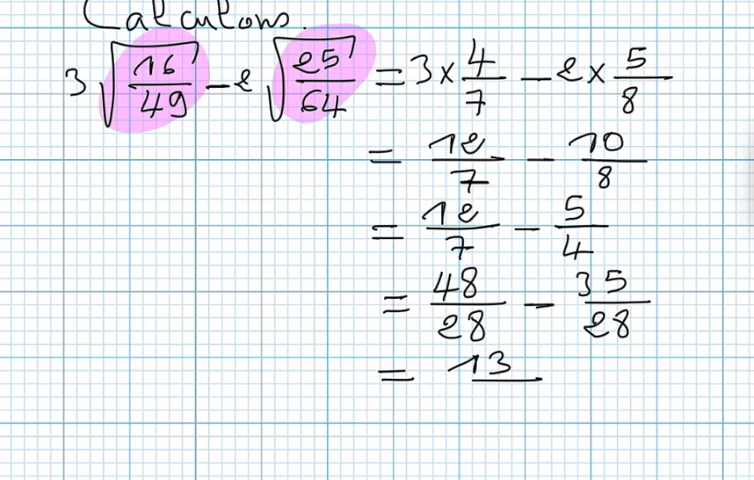 Calculons.
3√(16/49) - 2√(25/64) = 3 × 4/7 - 2 × 5/8
= 12/7 - 10/8
= 12/7 - 5/4
= 48/28 - 35/28
= 13